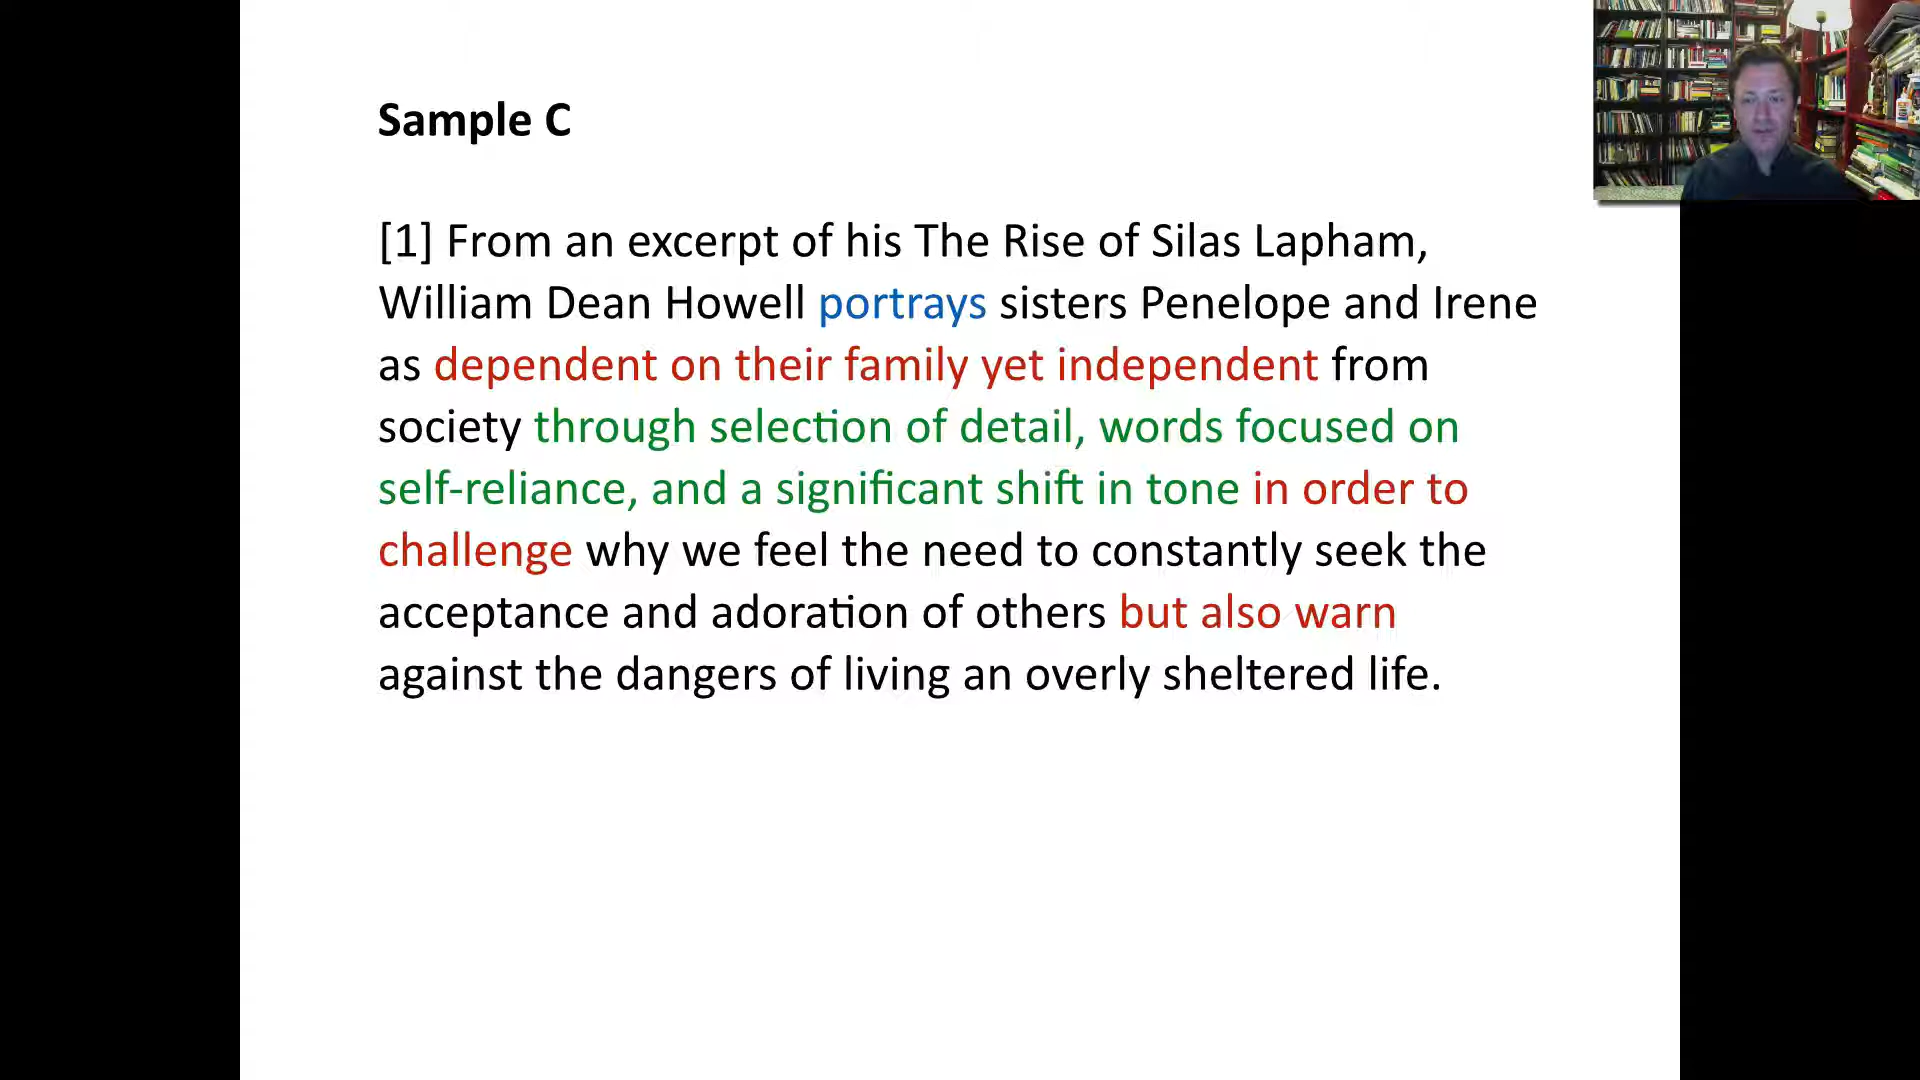 Sample C
[1] From an excerpt of his The Rise of Silas Lapham,
William Dean Howell portrays sisters Penelope and Irene
as dependent on their family yet independent from
society through selection of detail, words focused on
self-reliance, and a significant shift in tone in order to
challenge why we feel the need to constantly seek the
acceptance and adoration of others but also warn
against the dangers of living an overly sheltered life.